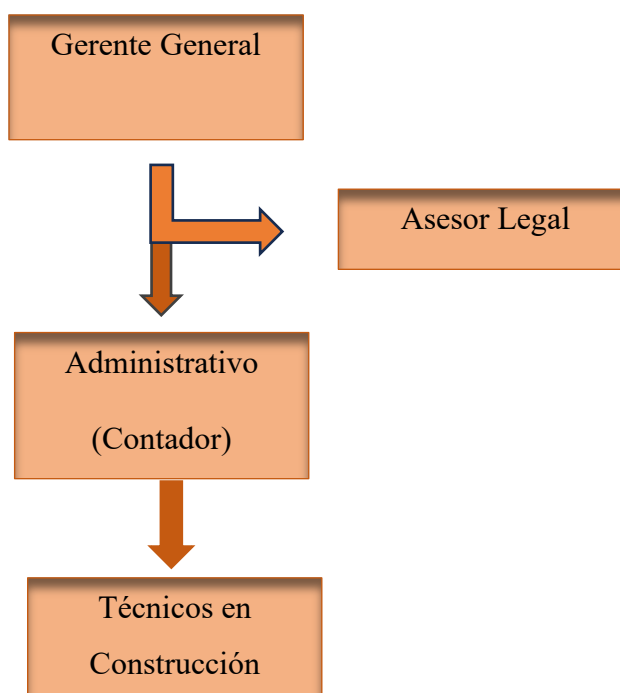 Gerente General
Asesor Legal
Administrativo
(Contador)
Técnicos en
Construcción